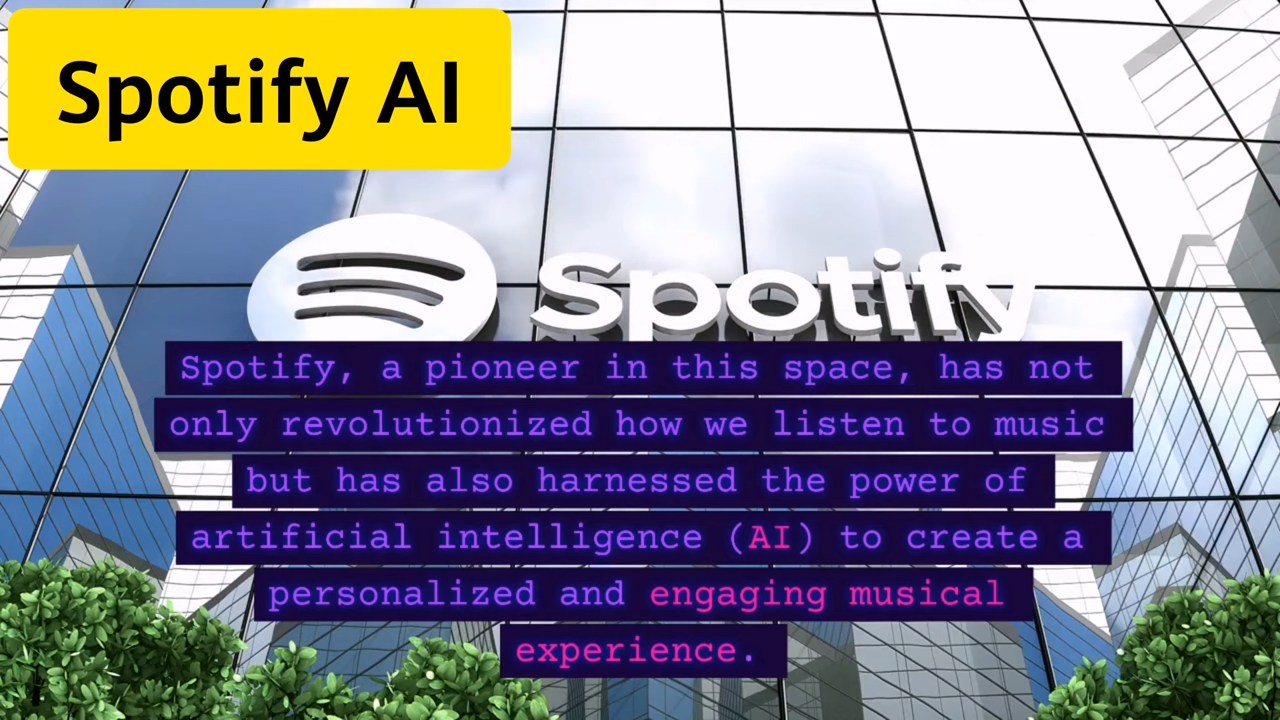 Spotify AI
Spotify
Spotify, a pioneer in this space, has not
only revolutionized how we listen to music
but has also harnessed the power of
artificial intelligence (AI) to create a
personalized and engaging musical
experience.